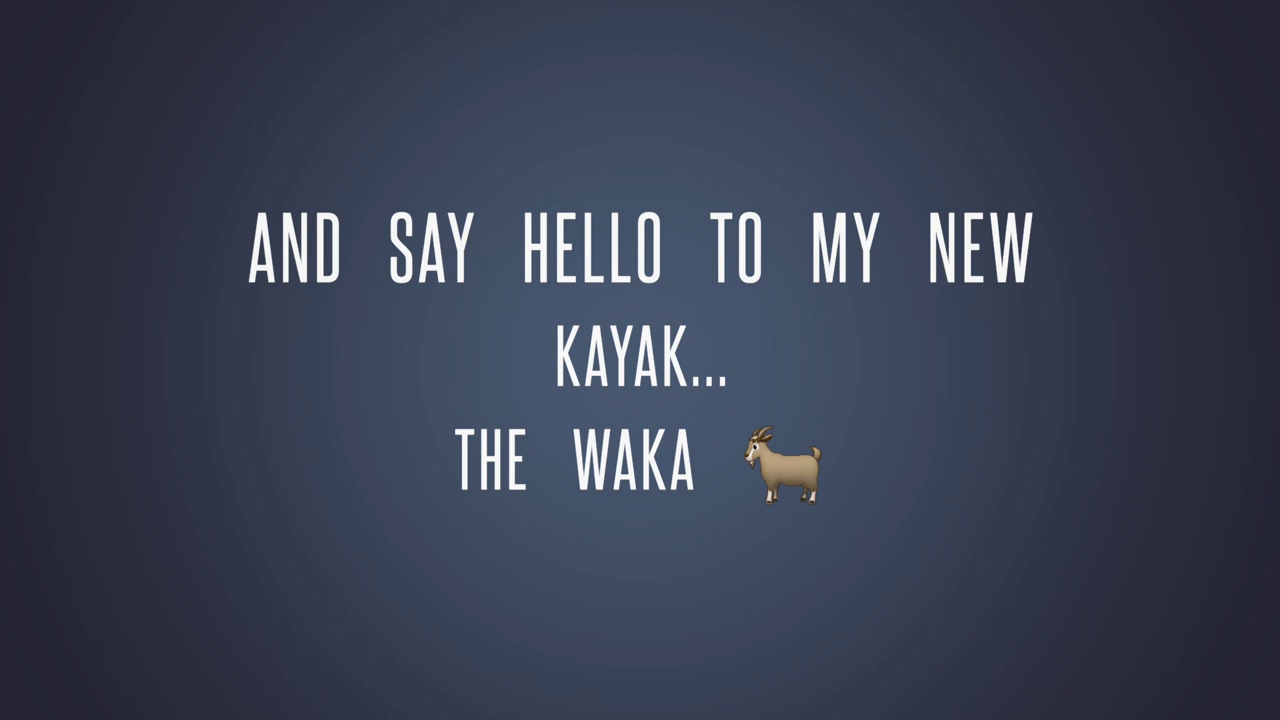 AND SAY HELLO TO MY NEW
KAYAK...
THE WAKA 🐐